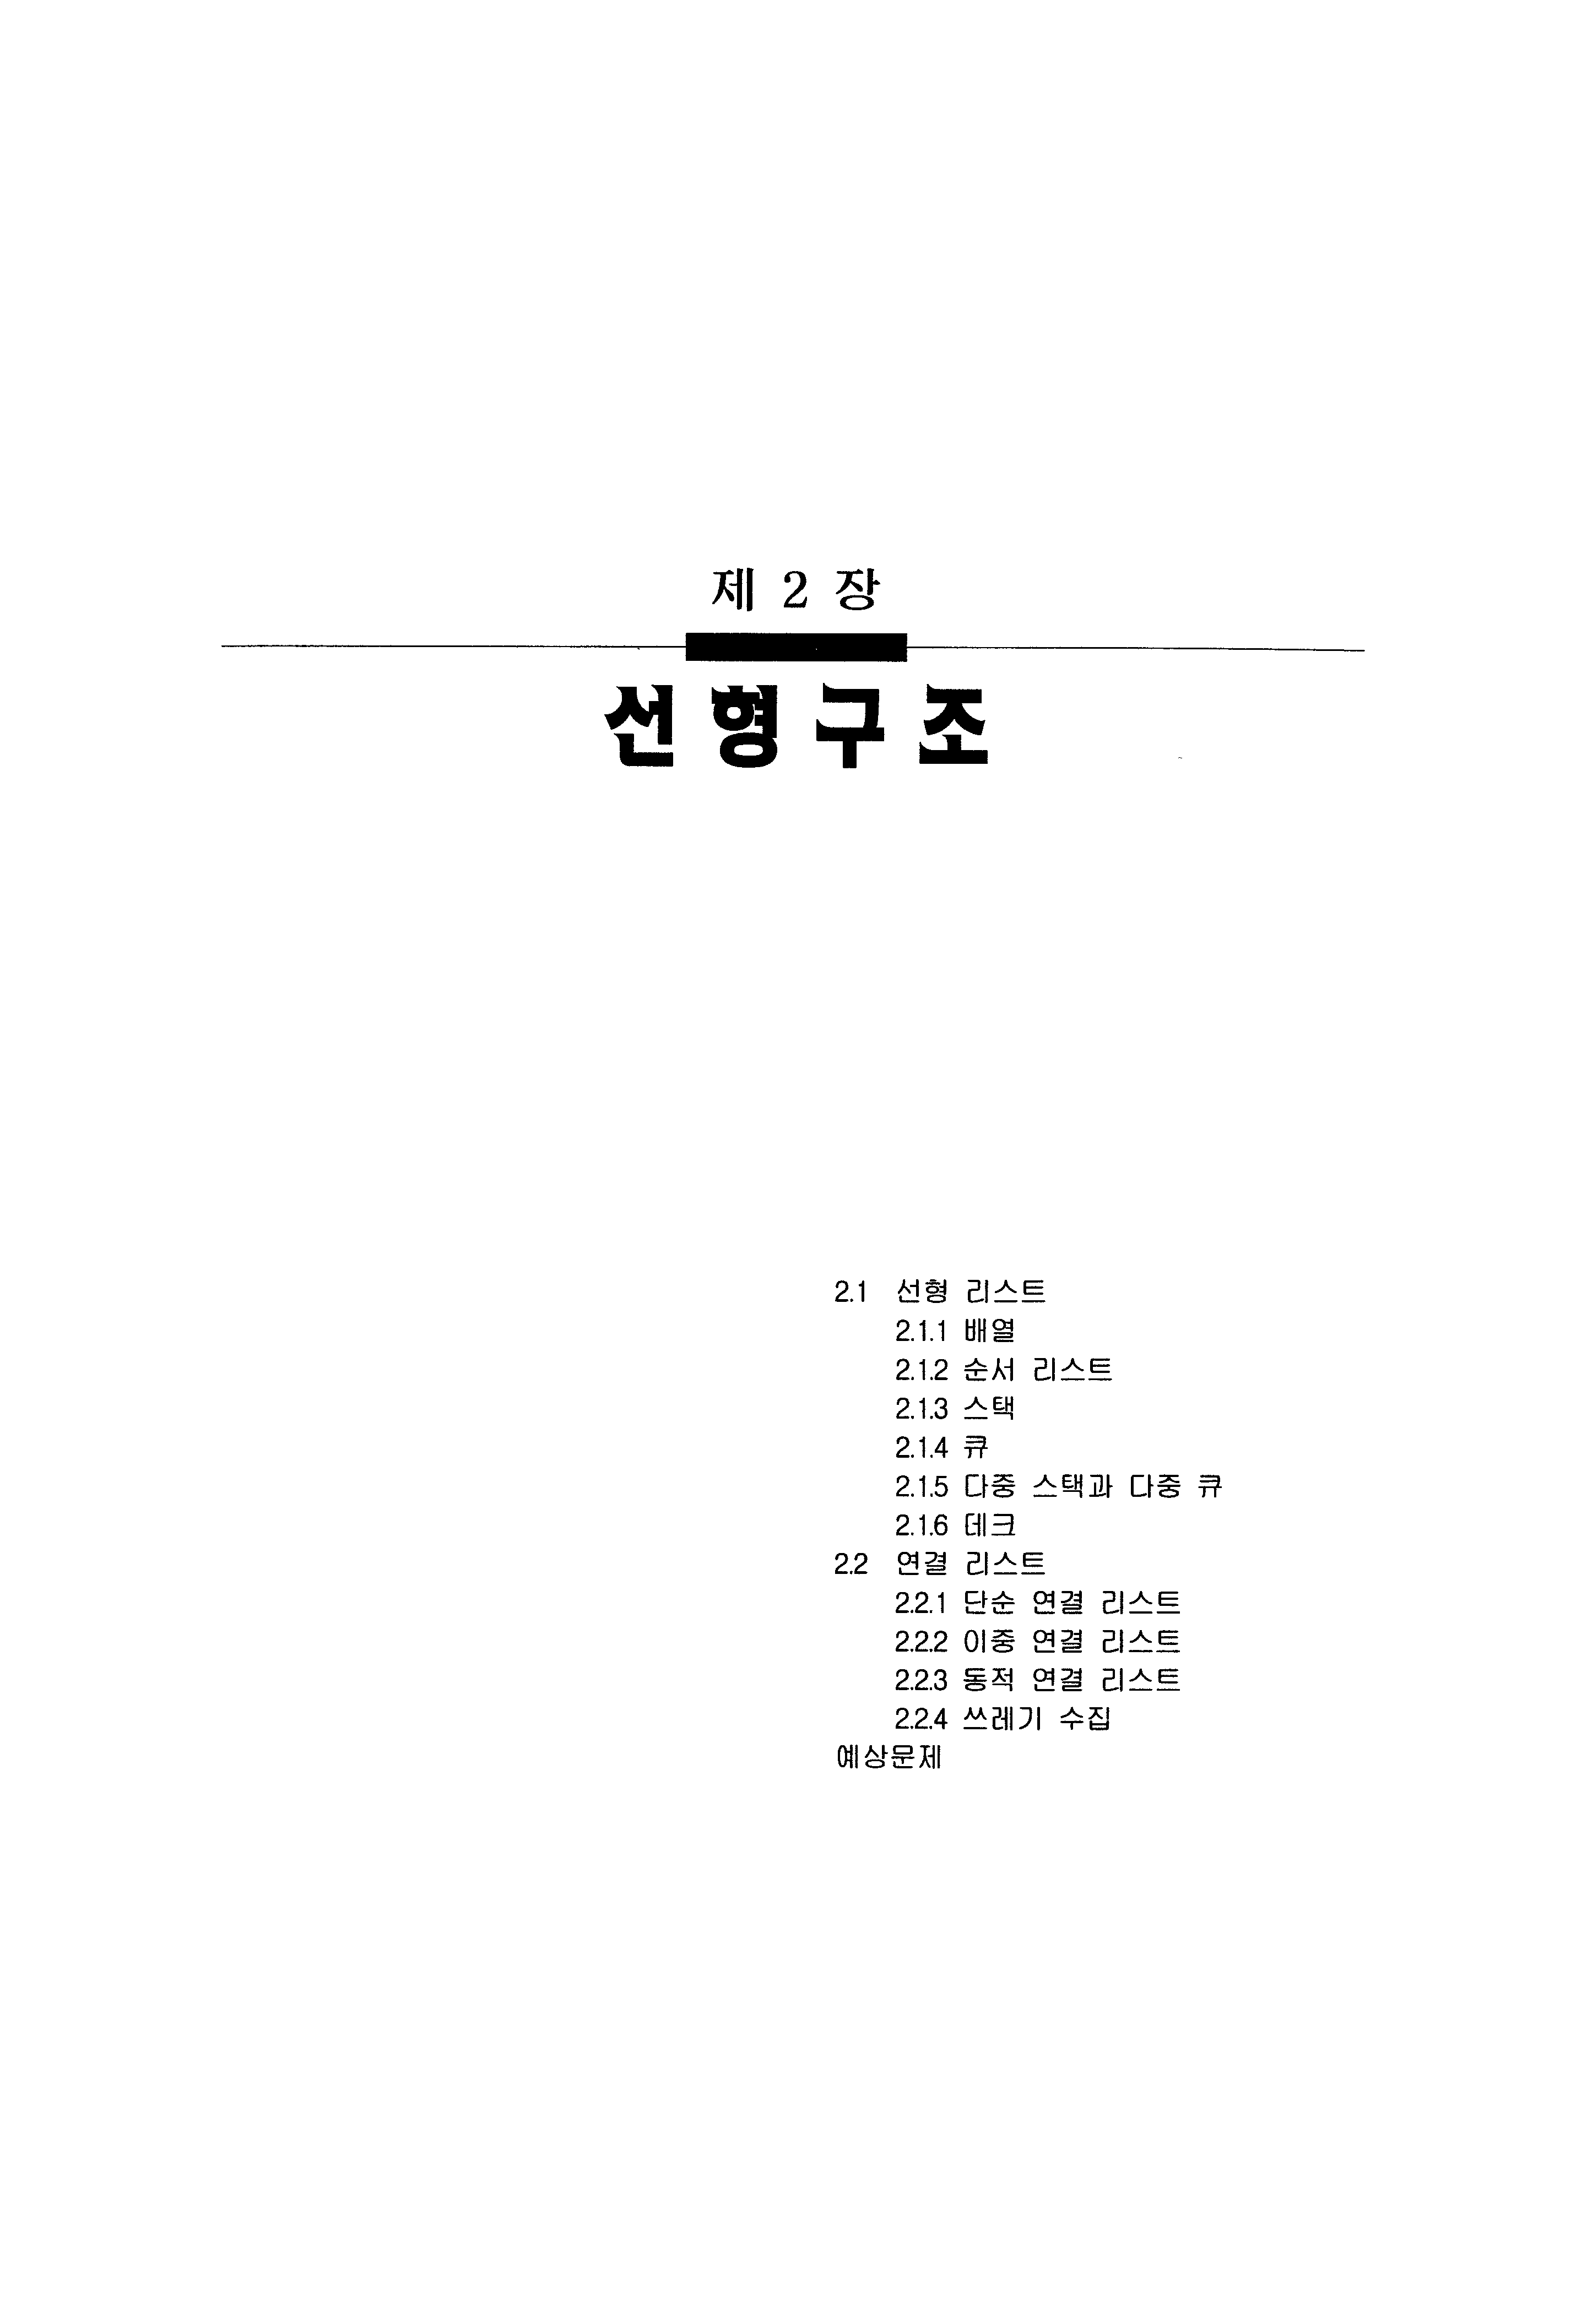 제 2 장
선형구조
2.1 선형 리스트
2.1.1 배열
2.1.2 순서 리스트
2.1.3 스택
2.1.4 큐
2.1.5 다중 스택과 다중 큐
2.1.6 데크
2.2 연결 리스트
2.2.1 단순 연결 리스트
2.2.2 이중 연결 리스트
2.2.3 동적 연결 리스트
2.2.4 쓰레기 수집
예상문제